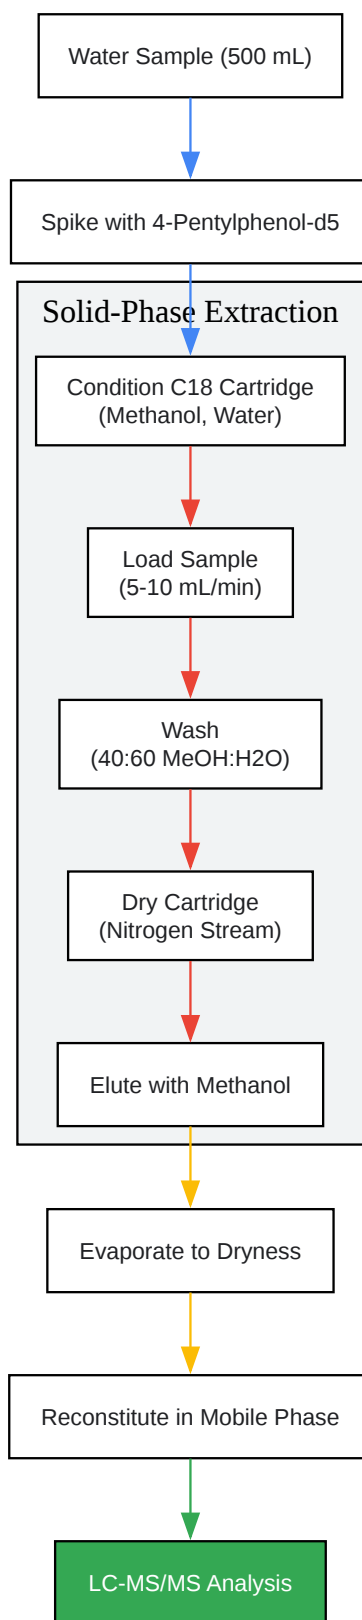 Water Sample (500 mL)
Spike with 4-Pentylphenol-d5
Solid-Phase Extraction
Condition C18 Cartridge
(Methanol, Water)
Load Sample
(5-10 mL/min)
Wash
(40:60 MeOH:H2O)
Dry Cartridge
(Nitrogen Stream)
Elute with Methanol
Evaporate to Dryness
Reconstitute in Mobile Phase
LC-MS/MS Analysis